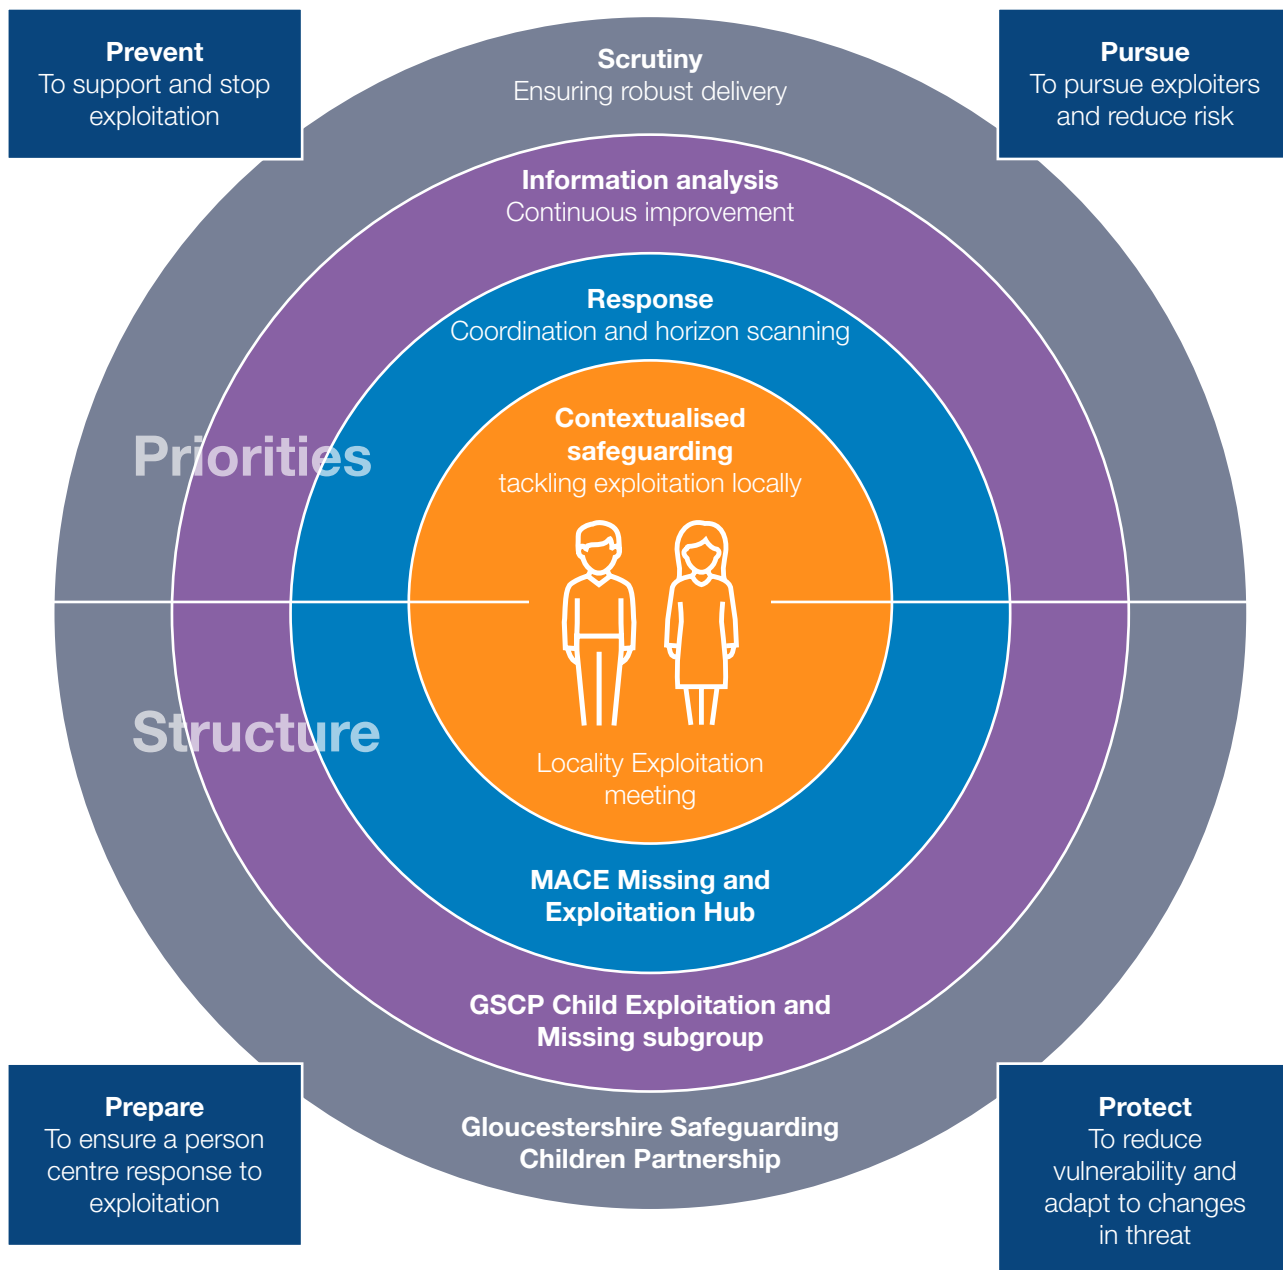 Prevent
To support and stop
exploitation
Scrutiny
Ensuring robust delivery
Pursue
To pursue exploiters
and reduce risk
Information analysis
Continuous improvement
Response
Coordination and horizon scanning
Contextualised
safeguarding
tackling exploitation locally
Priorities
Structure
Locality Exploitation
meeting
MACE Missing and
Exploitation Hub
GSCP Child Exploitation and
Missing subgroup
Gloucestershire Safeguarding
Children Partnership
Prepare
To ensure a person
centre response to
exploitation
Protect
To reduce
vulnerability and
adapt to changes
in threat